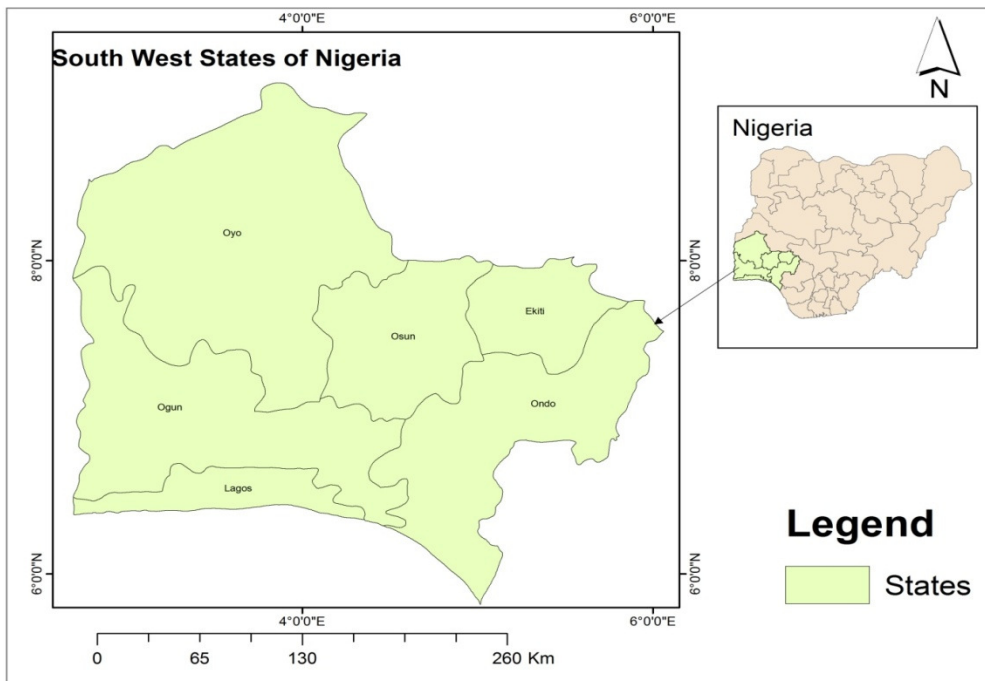 4°0'0"E
6°0'0"E
South West States of Nigeria
N
Nigeria
Oyo
8°0'0"N
8°0'0"N
Ekiti
Osun
Ogun
Ondo
Lagos
Legend
States
6°0'0"N
6°0'0"N
4°0'0"E
6°0'0"E
0 65 130 260 Km